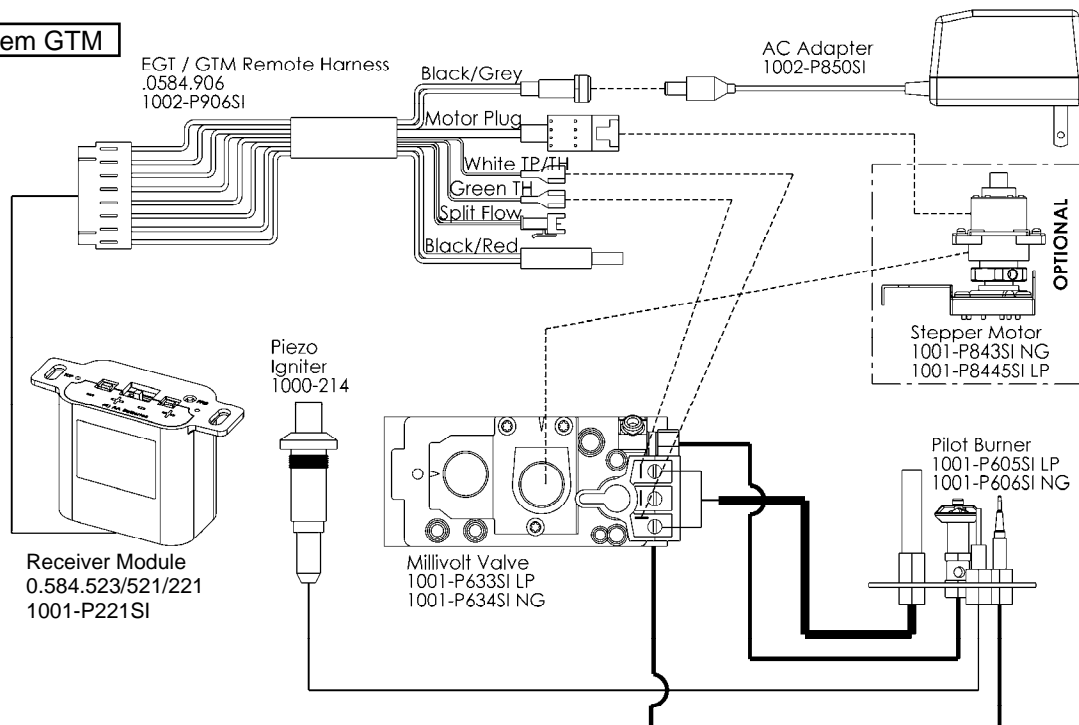 em GTM
EGT / GTM Remote Harness
.0584.906
1002-P906SI
Black/Grey
Motor Plug
White TP/TH
Green TH
Split Flow
Black/Red
AC Adapter
1002-P850SI
OPTIONAL
Stepper Motor
1001-P843SI NG
1001-P8445SI LP
Piezo
Igniter
1000-214
Receiver Module
0.584.523/521/221
1001-P221SI
Millivolt Valve
1001-P633SI LP
1001-P634SI NG
Pilot Burner
1001-P605SI LP
1001-P606SI NG